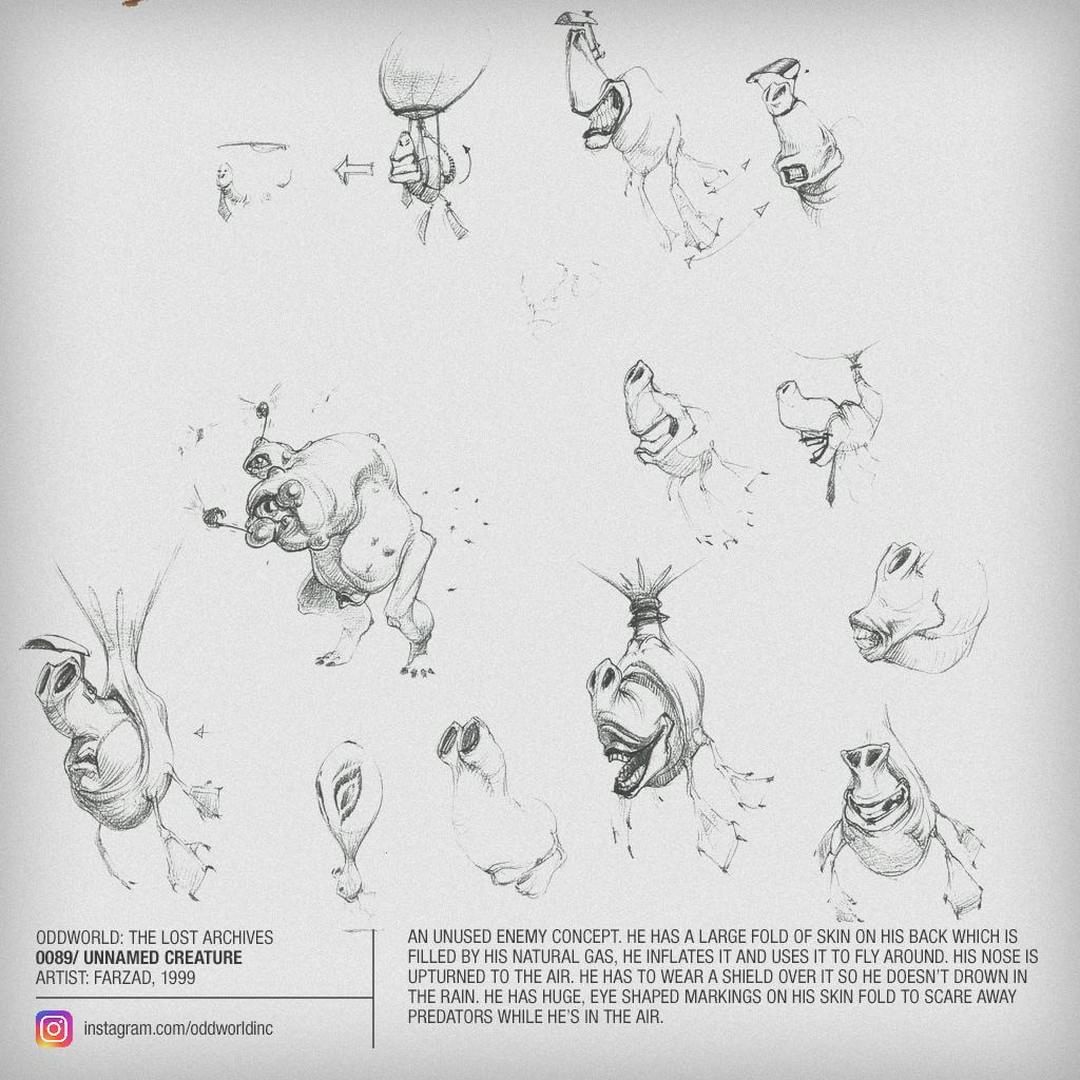 ODDWORLD: THE LOST ARCHIVES
0089/ UNNAMED CREATURE
ARTIST: FARZAD, 1999
instagram.com/oddworldinc
AN UNUSED ENEMY CONCEPT. HE HAS A LARGE FOLD OF SKIN ON HIS BACK WHICH IS
FILLED BY HIS NATURAL GAS, HE INFLATES IT AND USES IT TO FLY AROUND. HIS NOSE IS
UPTURNED TO THE AIR. HE HAS TO WEAR A SHIELD OVER IT SO HE DOESN'T DROWN IN
THE RAIN. HE HAS HUGE, EYE SHAPED MARKINGS ON HIS SKIN FOLD TO SCARE AWAY
PREDATORS WHILE HE'S IN THE AIR.